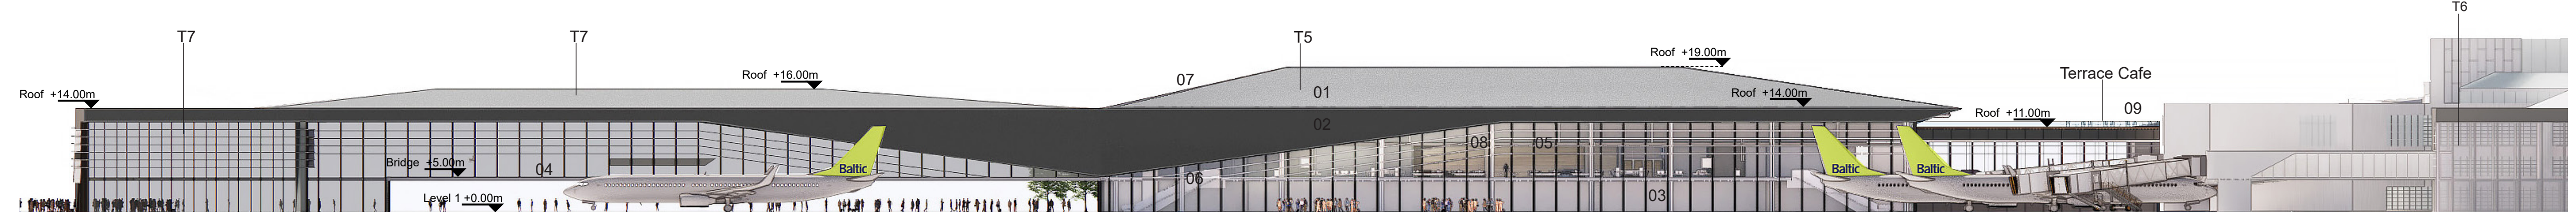 T6
T7
T7
T5
Roof +19.00m
Roof +16.00m
07
Terrace Cafe
Roof +14.00m
01
Roof +14.00m
09
Roof +11.00m
02
08
05
Bridge +5.00m
04
Baltic
Baltic
Baltic
06
Level 1 +0.00m
03